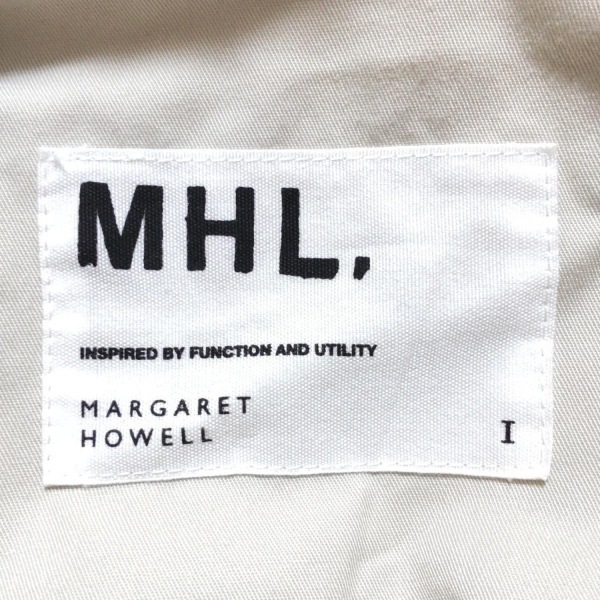 MHL,
INSPIRED BY FUNCTION AND UTILITY
MARGARET
HOWELL
I